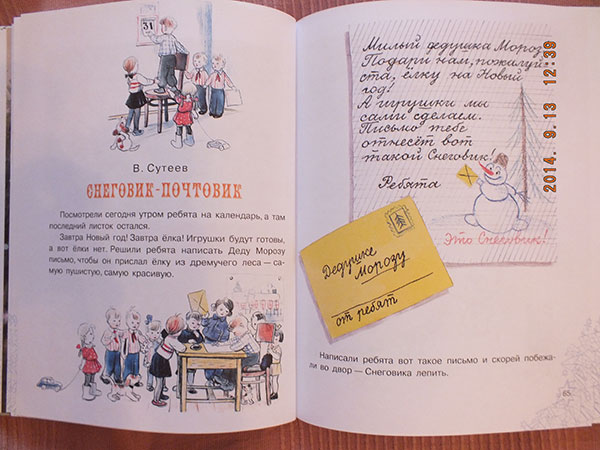 31
В. Сутеев
СНЕГОВИК-ПОЧТОВИК
Посмотрели сегодня утром ребята на календарь, а там
последний листок остался.
Завтра Новый год! Завтра ёлка! Игрушки будут готовы,
а вот ёлки нет. Решили ребята написать Деду Морозу
письмо, чтобы он прислал ёлку из дремучего леса — са-
мую пушистую, самую красивую.
Милый дедушка Мороз
Подари нам, пожалуй-
ста, ёлку на Новый
год!
А игрушки мы
сами сделаем.
Письмо тебе
отнесёт вот
такой Снеговик!
Ребята
Это Снеговик!
Дедушке
Морозу
от ребят
Написали ребята вот такое письмо и скорей побежа-
ли во двор — Снеговика лепить.
65
2014. 9.13 12:39